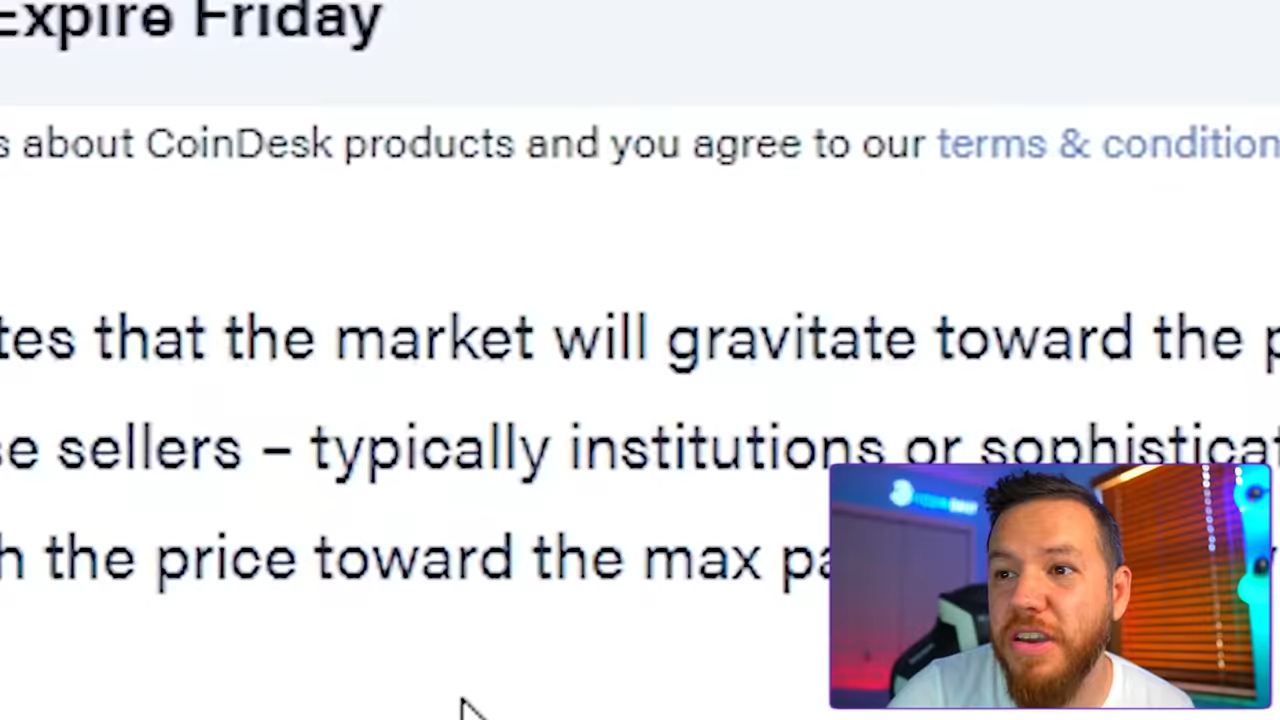 Expire Friday
s about CoinDesk products and you agree to our terms & condition
tes that the market will gravitate toward the p
se sellers – typically institutions or sophisticat
h the price toward the max pa